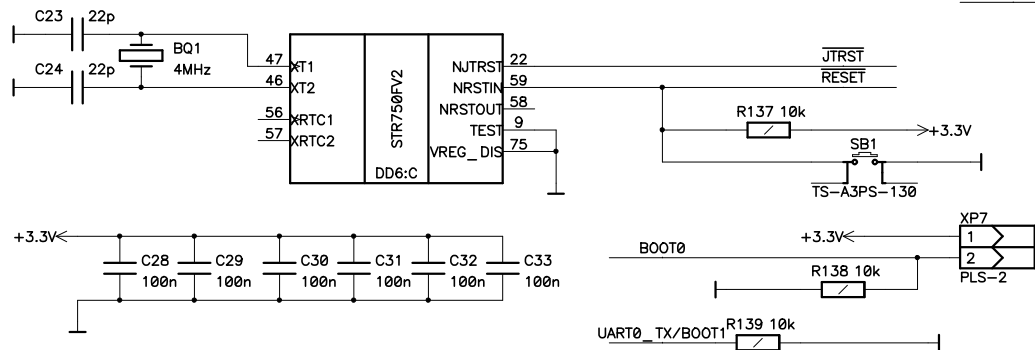 C23 22p
C24 22p
BQ1
4MHz
47 XT1
46 XT2
56 XRTC1
57 XRTC2
STR750FV2
DD6:C
NJTRST 22
NRSTIN 59
NRSTOUT 58
TEST 9
VREG_DIS 75
JTRST
RESET
R137 10k
+3.3V
SB1
TS-A3PS-130
+3.3V
C28
100n
C29
100n
C30
100n
C31
100n
C32
100n
C33
100n
XP7
+3.3V
1
BOOT0
2
R138 10k
PLS-2
UART0_TX/BOOT1
R139 10k